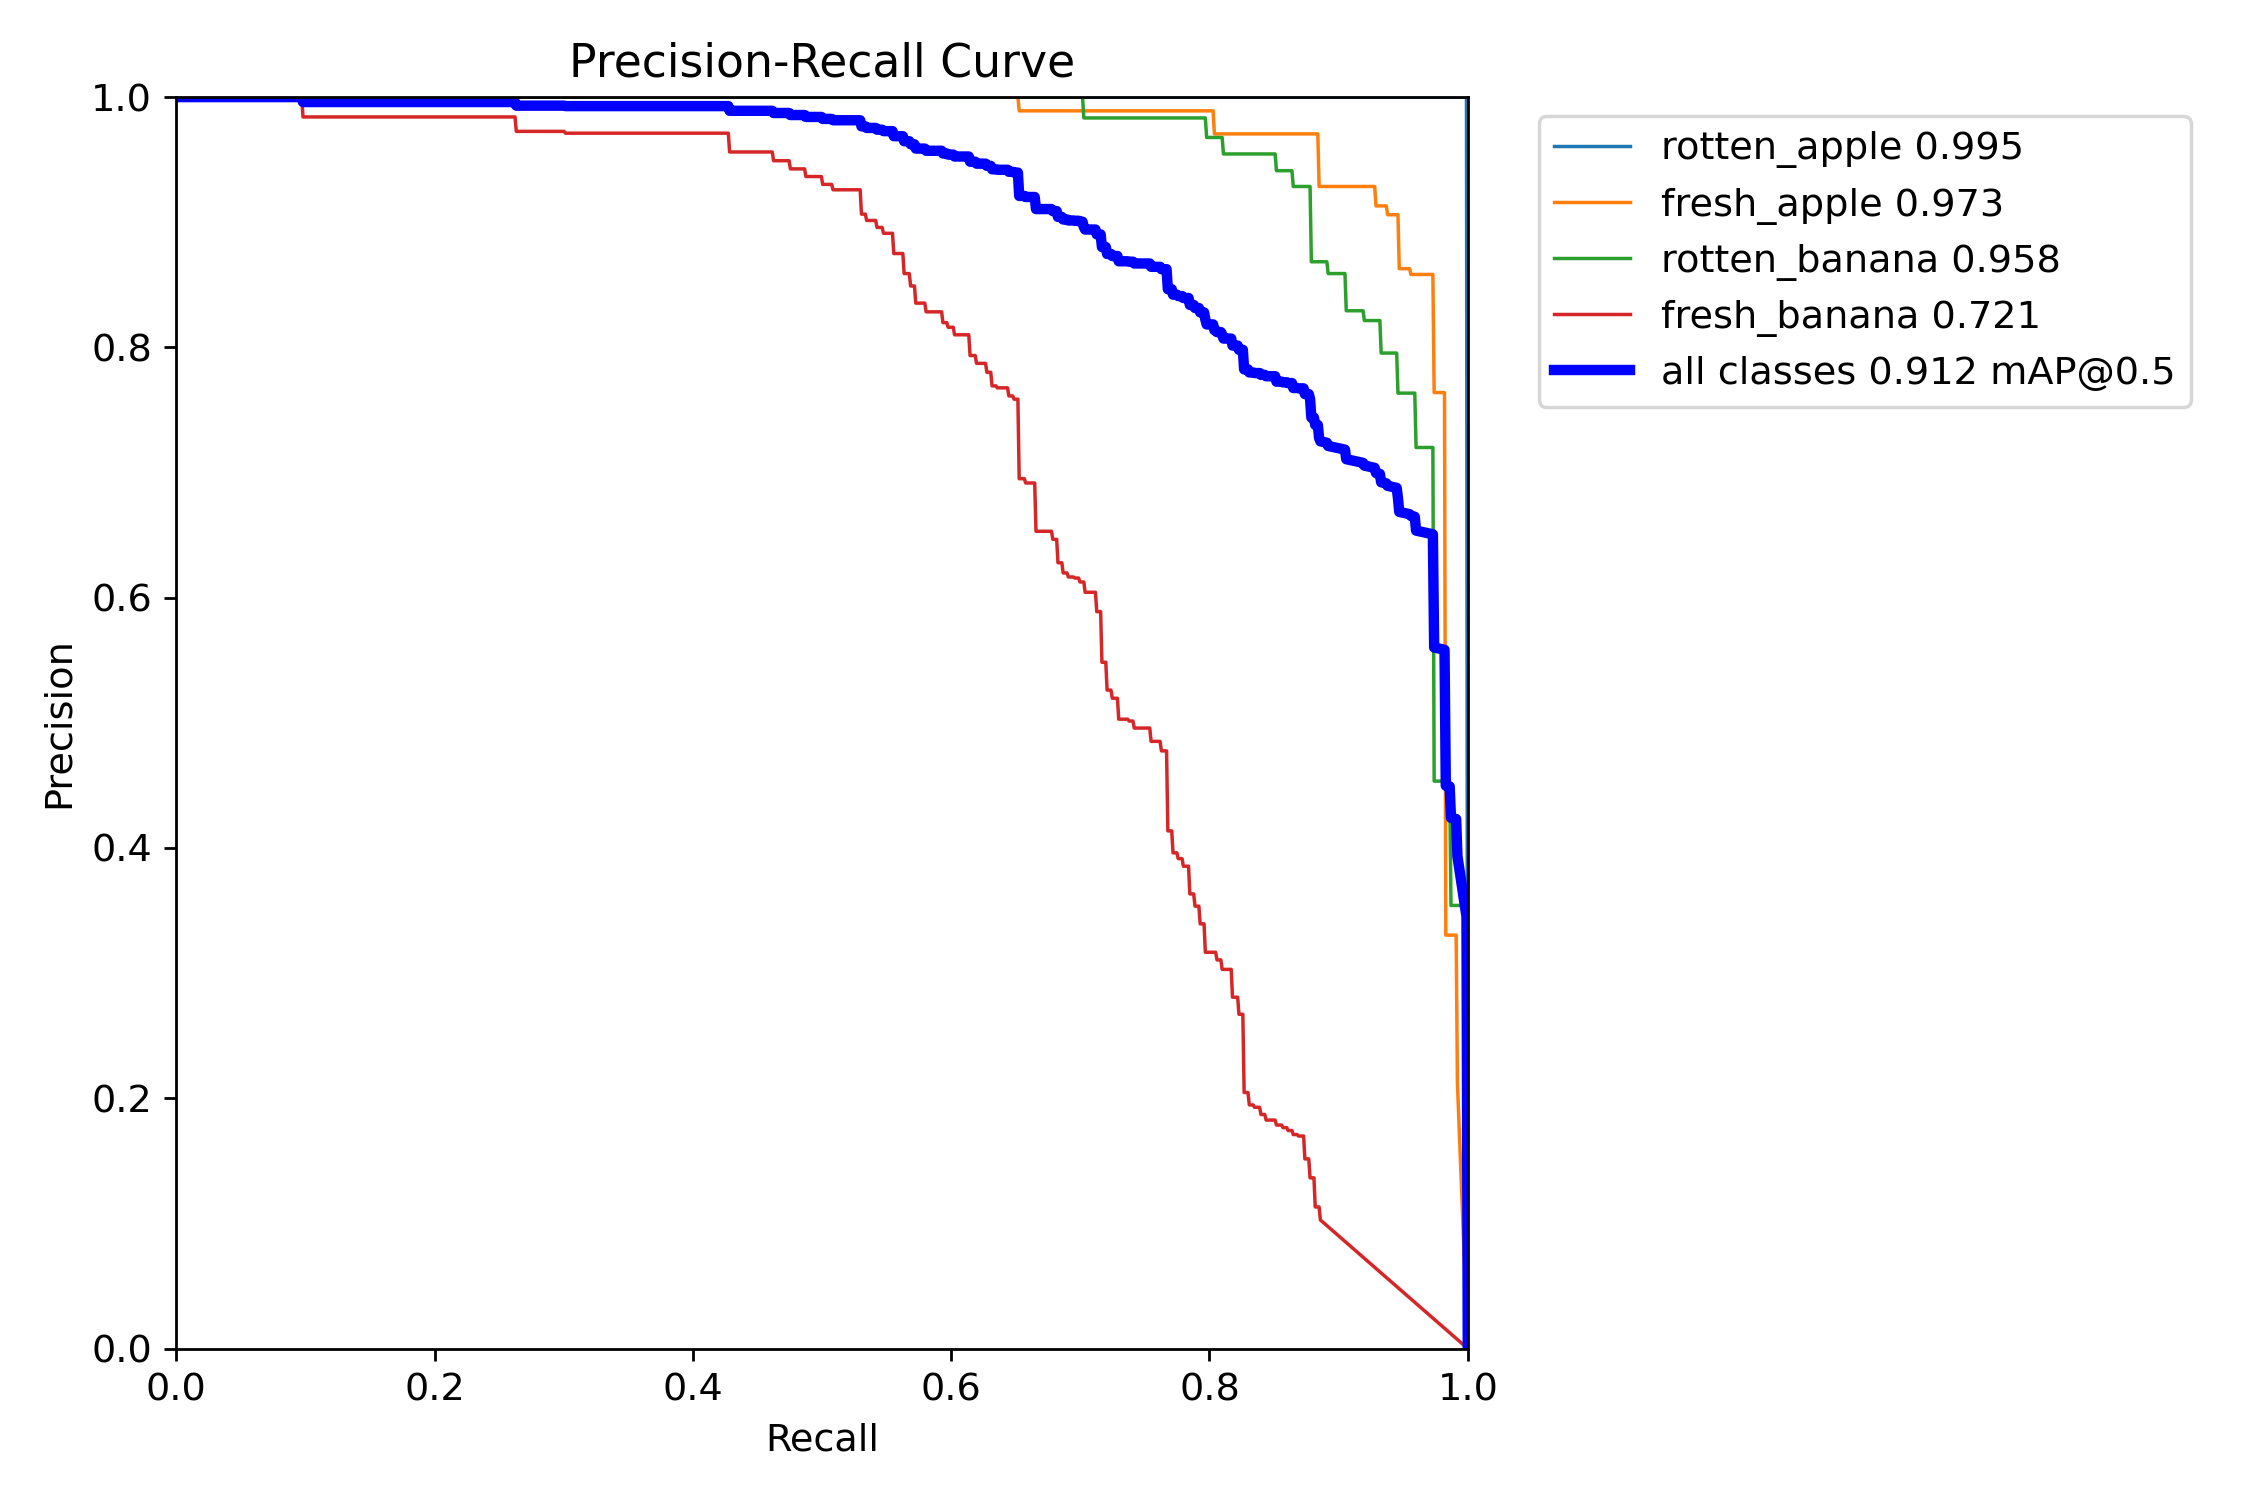 Precision-Recall Curve
1.0
0.8
0.6
0.4
0.2
0.0
Precision
0.0 0.2 0.4 0.6 0.8 1.0
Recall
rotten_apple 0.995
fresh_apple 0.973
rotten_banana 0.958
fresh_banana 0.721
all classes 0.912 mAP@0.5